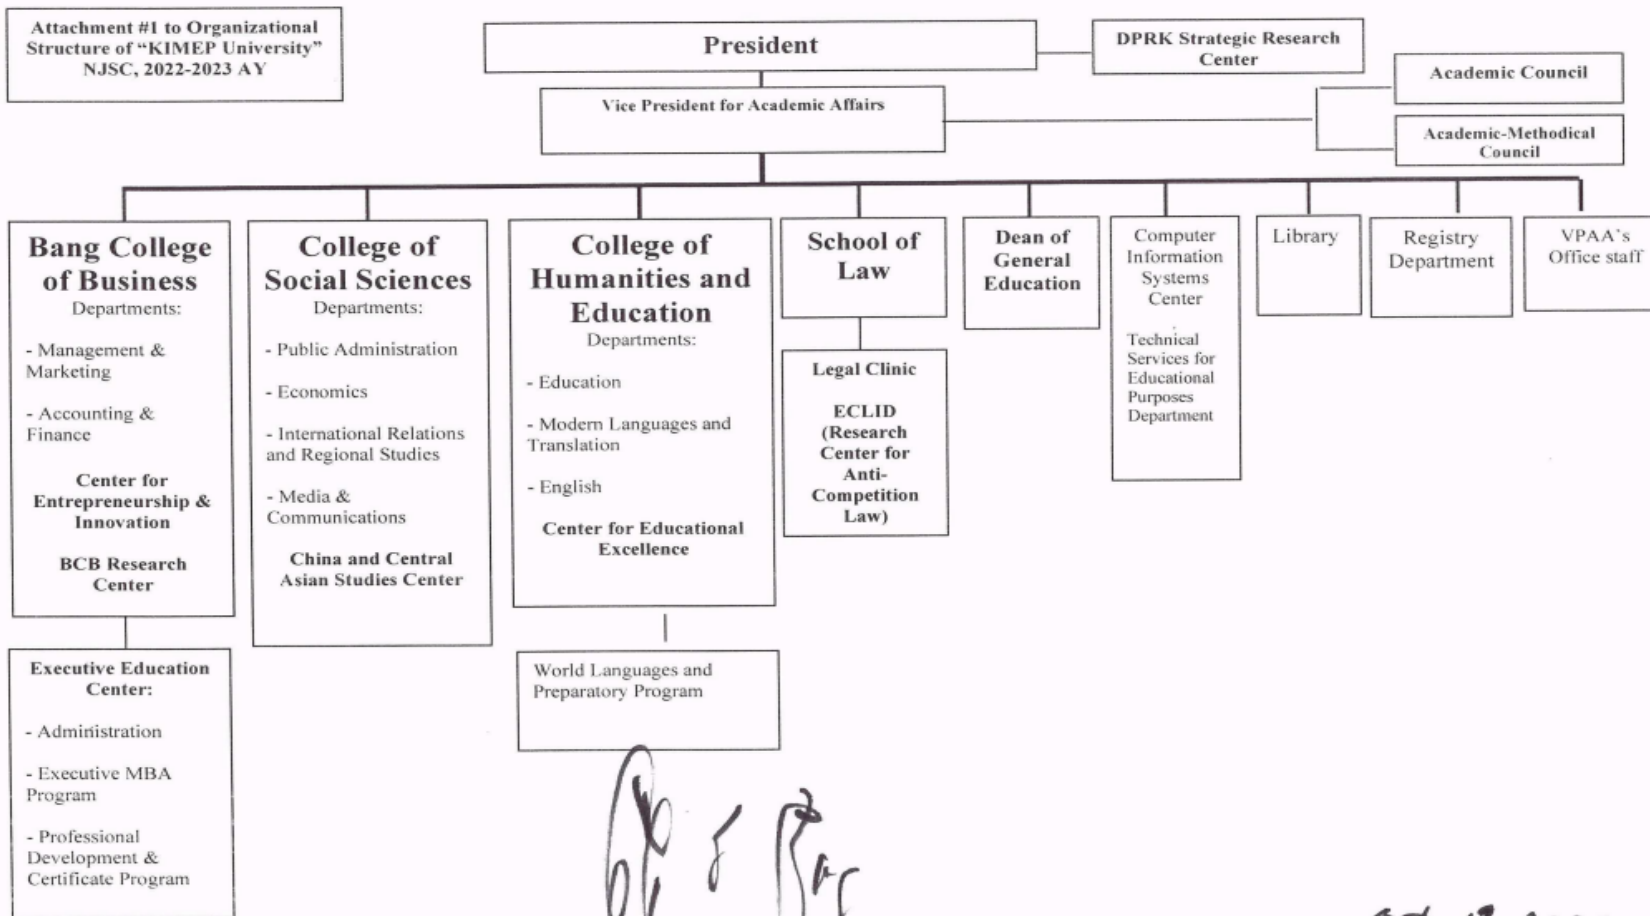 Attachment #1 to Organizational
Structure of “KIMEP University”
NJSC, 2022-2023 AY
President
DPRK Strategic Research
Center
Academic Council
Vice President for Academic Affairs
Academic-Methodical
Council
Bang College
of Business
Departments:
- Management &
Marketing
- Accounting &
Finance
Center for
Entrepreneurship &
Innovation
BCB Research
Center
Executive Education
Center:
- Administration
- Executive MBA
Program
- Professional
Development &
Certificate Program
College of
Social Sciences
Departments:
- Public Administration
- Economics
- International Relations
and Regional Studies
- Media &
Communications
China and Central
Asian Studies Center
College of
Humanities and
Education
Departments:
- Education
- Modern Languages and
Translation
- English
Center for Educational
Excellence
World Languages and
Preparatory Program
School of
Law
Legal Clinic
ECLID
(Research
Center for
Anti-
Competition
Law)
Dean of
General
Education
Computer
Information
Systems
Center
Technical
Services for
Educational
Purposes
Department
Library
Registry
Department
VPAA's
Office staff